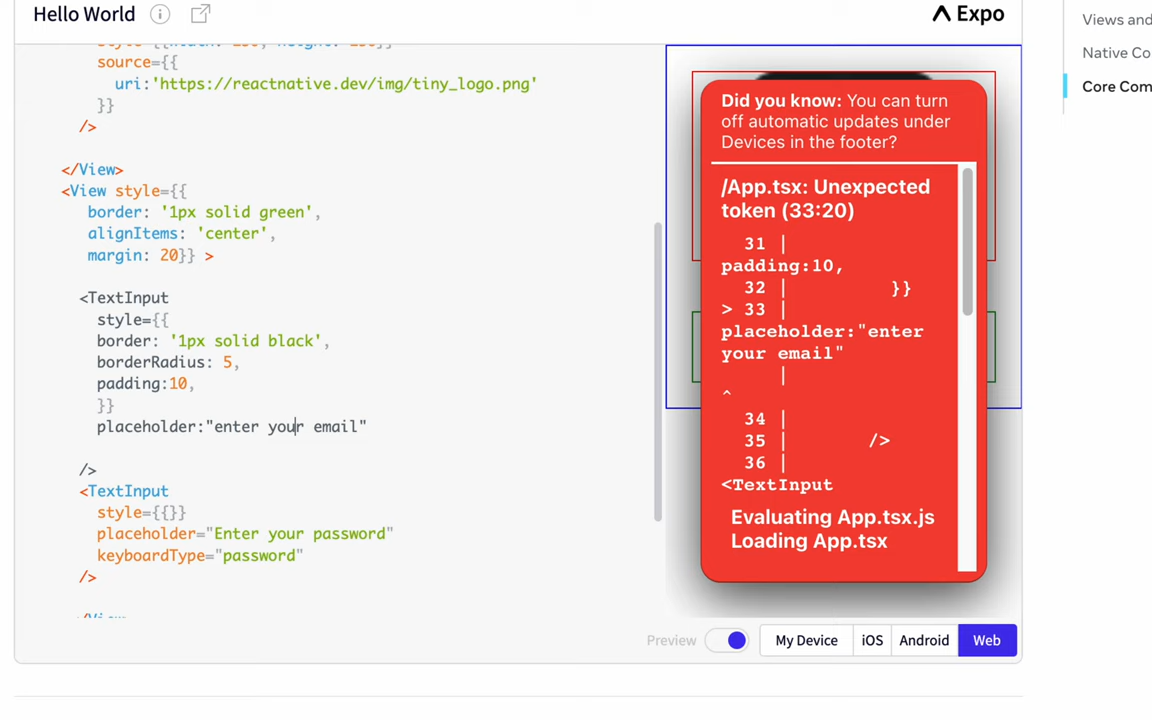 Hello World
Expo
Views and
Native Co
Core Com
source={{
uri:'https://reactnative.dev/img/tiny_logo.png'
}}
/>
</View>
<View style={{
border: '1px solid green',
alignItems: 'center',
margin: 20}} >
<TextInput
style={{
border: '1px solid black',
borderRadius: 5,
padding:10,
}}
placeholder:"enter your email"
/>
<TextInput
style={{}}
placeholder="Enter your password"
keyboardType="password"
/>
Did you know: You can turn
off automatic updates under
Devices in the footer?
/App.tsx: Unexpected
token (33:20)
31 |
padding:10,
32 | }}
> 33 |
placeholder:"enter
your email"
|
^
34 |
35 | />
36 |
<TextInput
Evaluating App.tsx.js
Loading App.tsx
Preview
My Device
iOS
Android
Web